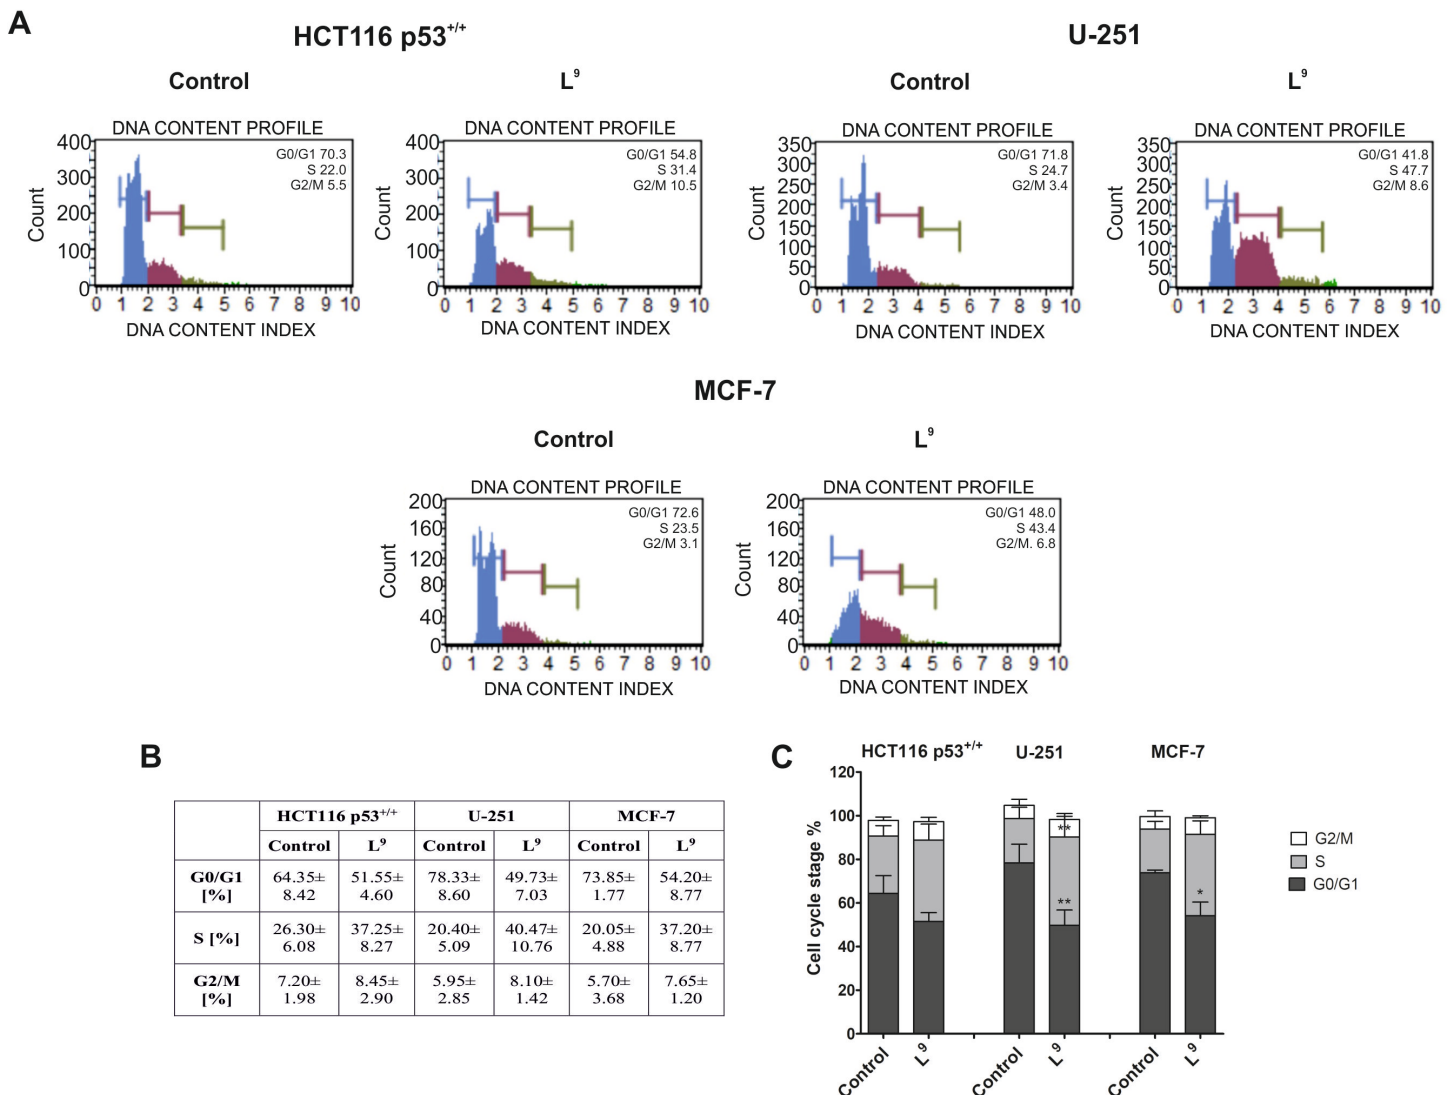 A
HCT116 p53+/+
U-251
Control
L9
Control
L9
DNA CONTENT PROFILE
DNA CONTENT PROFILE
DNA CONTENT PROFILE
DNA CONTENT PROFILE
400
300
200
100
0
Count
G0/G1 70.3
S 22.0
G2/M 5.5
0 1 2 3 4 5 6 7 8 9 10
DNA CONTENT INDEX
400
300
200
100
0
Count
G0/G1 54.8
S 31.4
G2/M 10.5
0 1 2 3 4 5 6 7 8 9 10
DNA CONTENT INDEX
350
300
250
200
150
100
50
0
Count
G0/G1 71.8
S 24.7
G2/M 3.4
0 1 2 3 4 5 6 7 8 9 10
DNA CONTENT INDEX
350
300
250
200
150
100
50
0
Count
G0/G1 41.8
S 47.7
G2/M 8.6
0 1 2 3 4 5 6 7 8 9 10
DNA CONTENT INDEX
MCF-7
Control
L9
DNA CONTENT PROFILE
DNA CONTENT PROFILE
200
160
120
80
40
0
Count
G0/G1 72.6
S 23.5
G2/M 3.1
0 1 2 3 4 5 6 7 8 9 10
DNA CONTENT INDEX
200
160
120
80
40
0
Count
G0/G1 48.0
S 43.4
G2/M. 6.8
0 1 2 3 4 5 6 7 8 9 10
DNA CONTENT INDEX
B
HCT116 p53+/+ U-251 MCF-7
Control L9 Control L9 Control L9
G0/G1 [%] 64.35± 8.42 51.55± 4.60 78.33± 8.60 49.73± 7.03 73.85± 1.77 54.20± 8.77
S [%] 26.30± 6.08 37.25± 8.27 20.40± 5.09 40.47± 10.76 20.05± 4.88 37.20± 8.77
G2/M [%] 7.20± 1.98 8.45± 2.90 5.95± 2.85 8.10± 1.42 5.70± 3.68 7.65± 1.20
C
HCT116 p53+/+ U-251 MCF-7
Cell cycle stage %
120
100
80
60
40
20
0
**
**
*
Control L9 Control L9 Control L9
G2/M
S
G0/G1